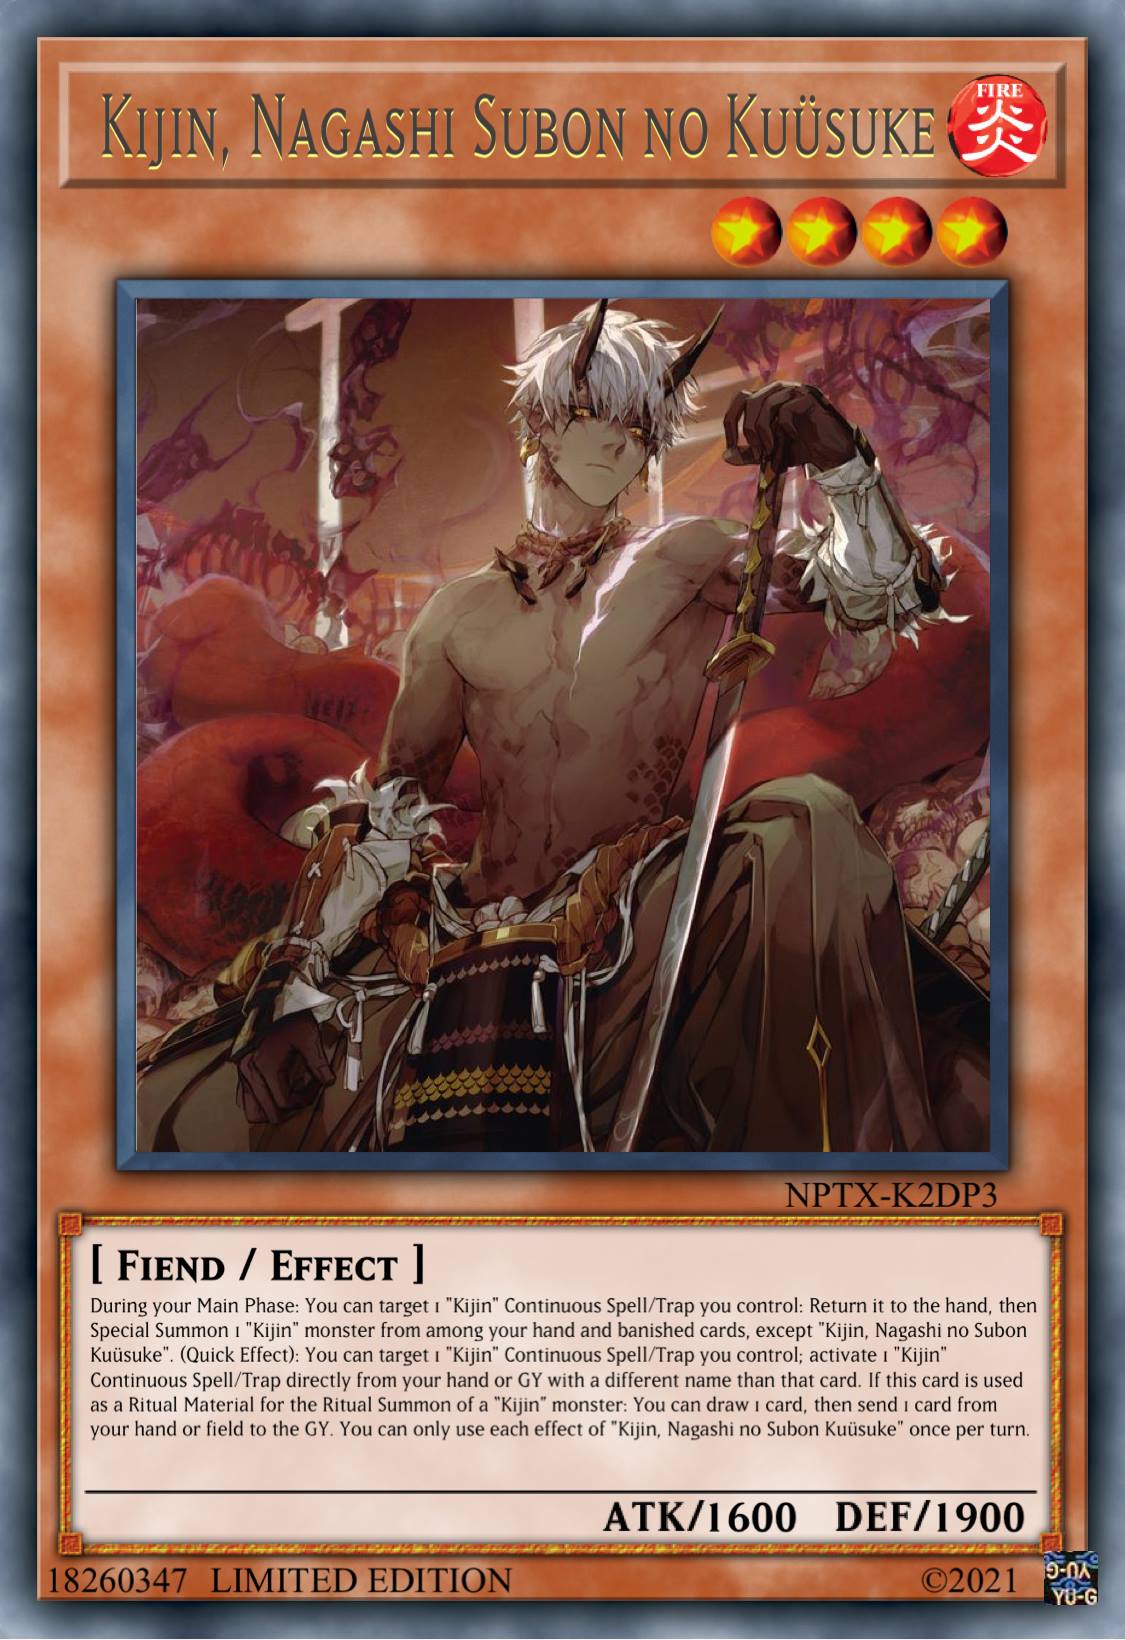 Kijin, Nagashi Subon no Kuüsuke
FIRE
炎
NPTX-K2DP3
[ Fiend / Effect ]
During your Main Phase: You can target 1 "Kijin" Continuous Spell/Trap you control: Return it to the hand, then
Special Summon 1 "Kijin" monster from among your hand and banished cards, except "Kijin, Nagashi no Subon
Kuüsuke". (Quick Effect): You can target 1 "Kijin" Continuous Spell/Trap you control; activate 1 "Kijin"
Continuous Spell/Trap directly from your hand or GY with a different name than that card. If this card is used
as a Ritual Material for the Ritual Summon of a "Kijin" monster: You can draw 1 card, then send 1 card from
your hand or field to the GY. You can only use each effect of "Kijin, Nagashi no Subon Kuüsuke" once per turn.
ATK/1600 DEF/1900
18260347 LIMITED EDITION ©2021
YU-G
YU-G